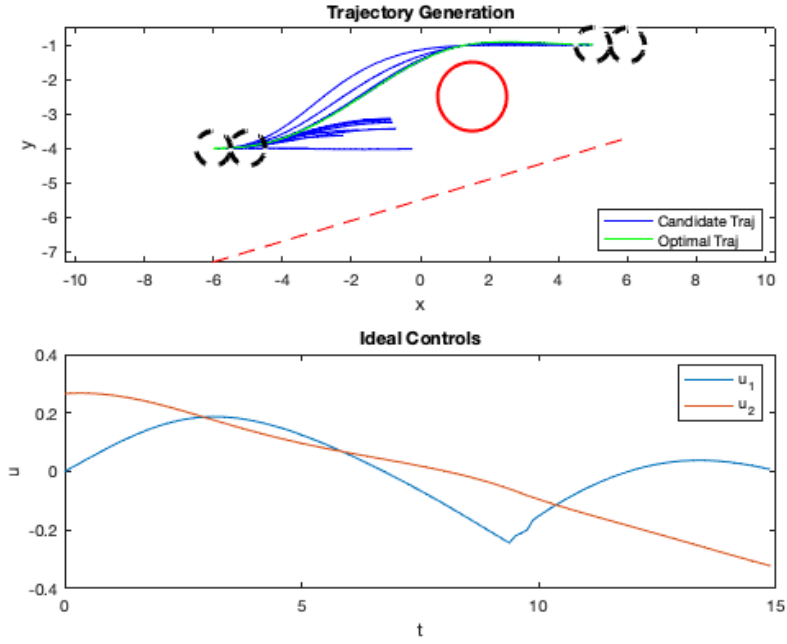 Trajectory Generation
-1
-2
-3
-4
-5
-6
-7
y
-10 -8 -6 -4 -2 0 2 4 6 8 10
x
Candidate Traj
Optimal Traj
Ideal Controls
0.4
0.2
0
-0.2
-0.4
u
u1
u2
0 5 10 15
t